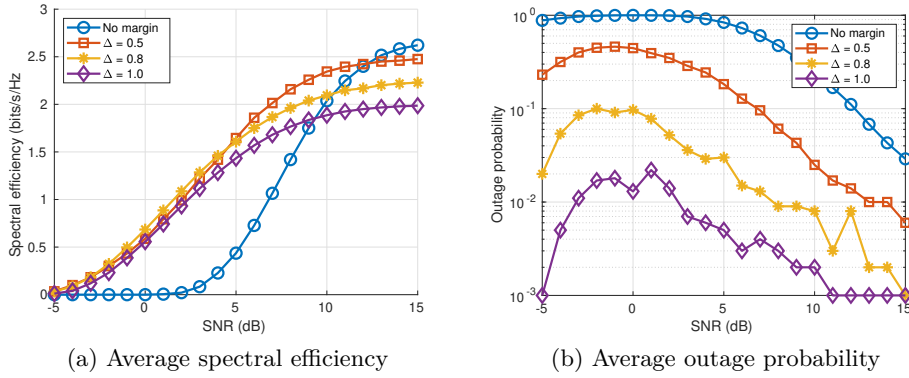 No margin
Δ = 0.5
Δ = 0.8
Δ = 1.0
Spectral efficiency (bits/s/Hz)
3
2.5
2
1.5
1
0.5
0
-5 0 5 10 15
SNR (dB)
(a) Average spectral efficiency
No margin
Δ = 0.5
Δ = 0.8
Δ = 1.0
Outage probability
10⁰
10⁻¹
10⁻²
10⁻³
-5 0 5 10 15
SNR (dB)
(b) Average outage probability